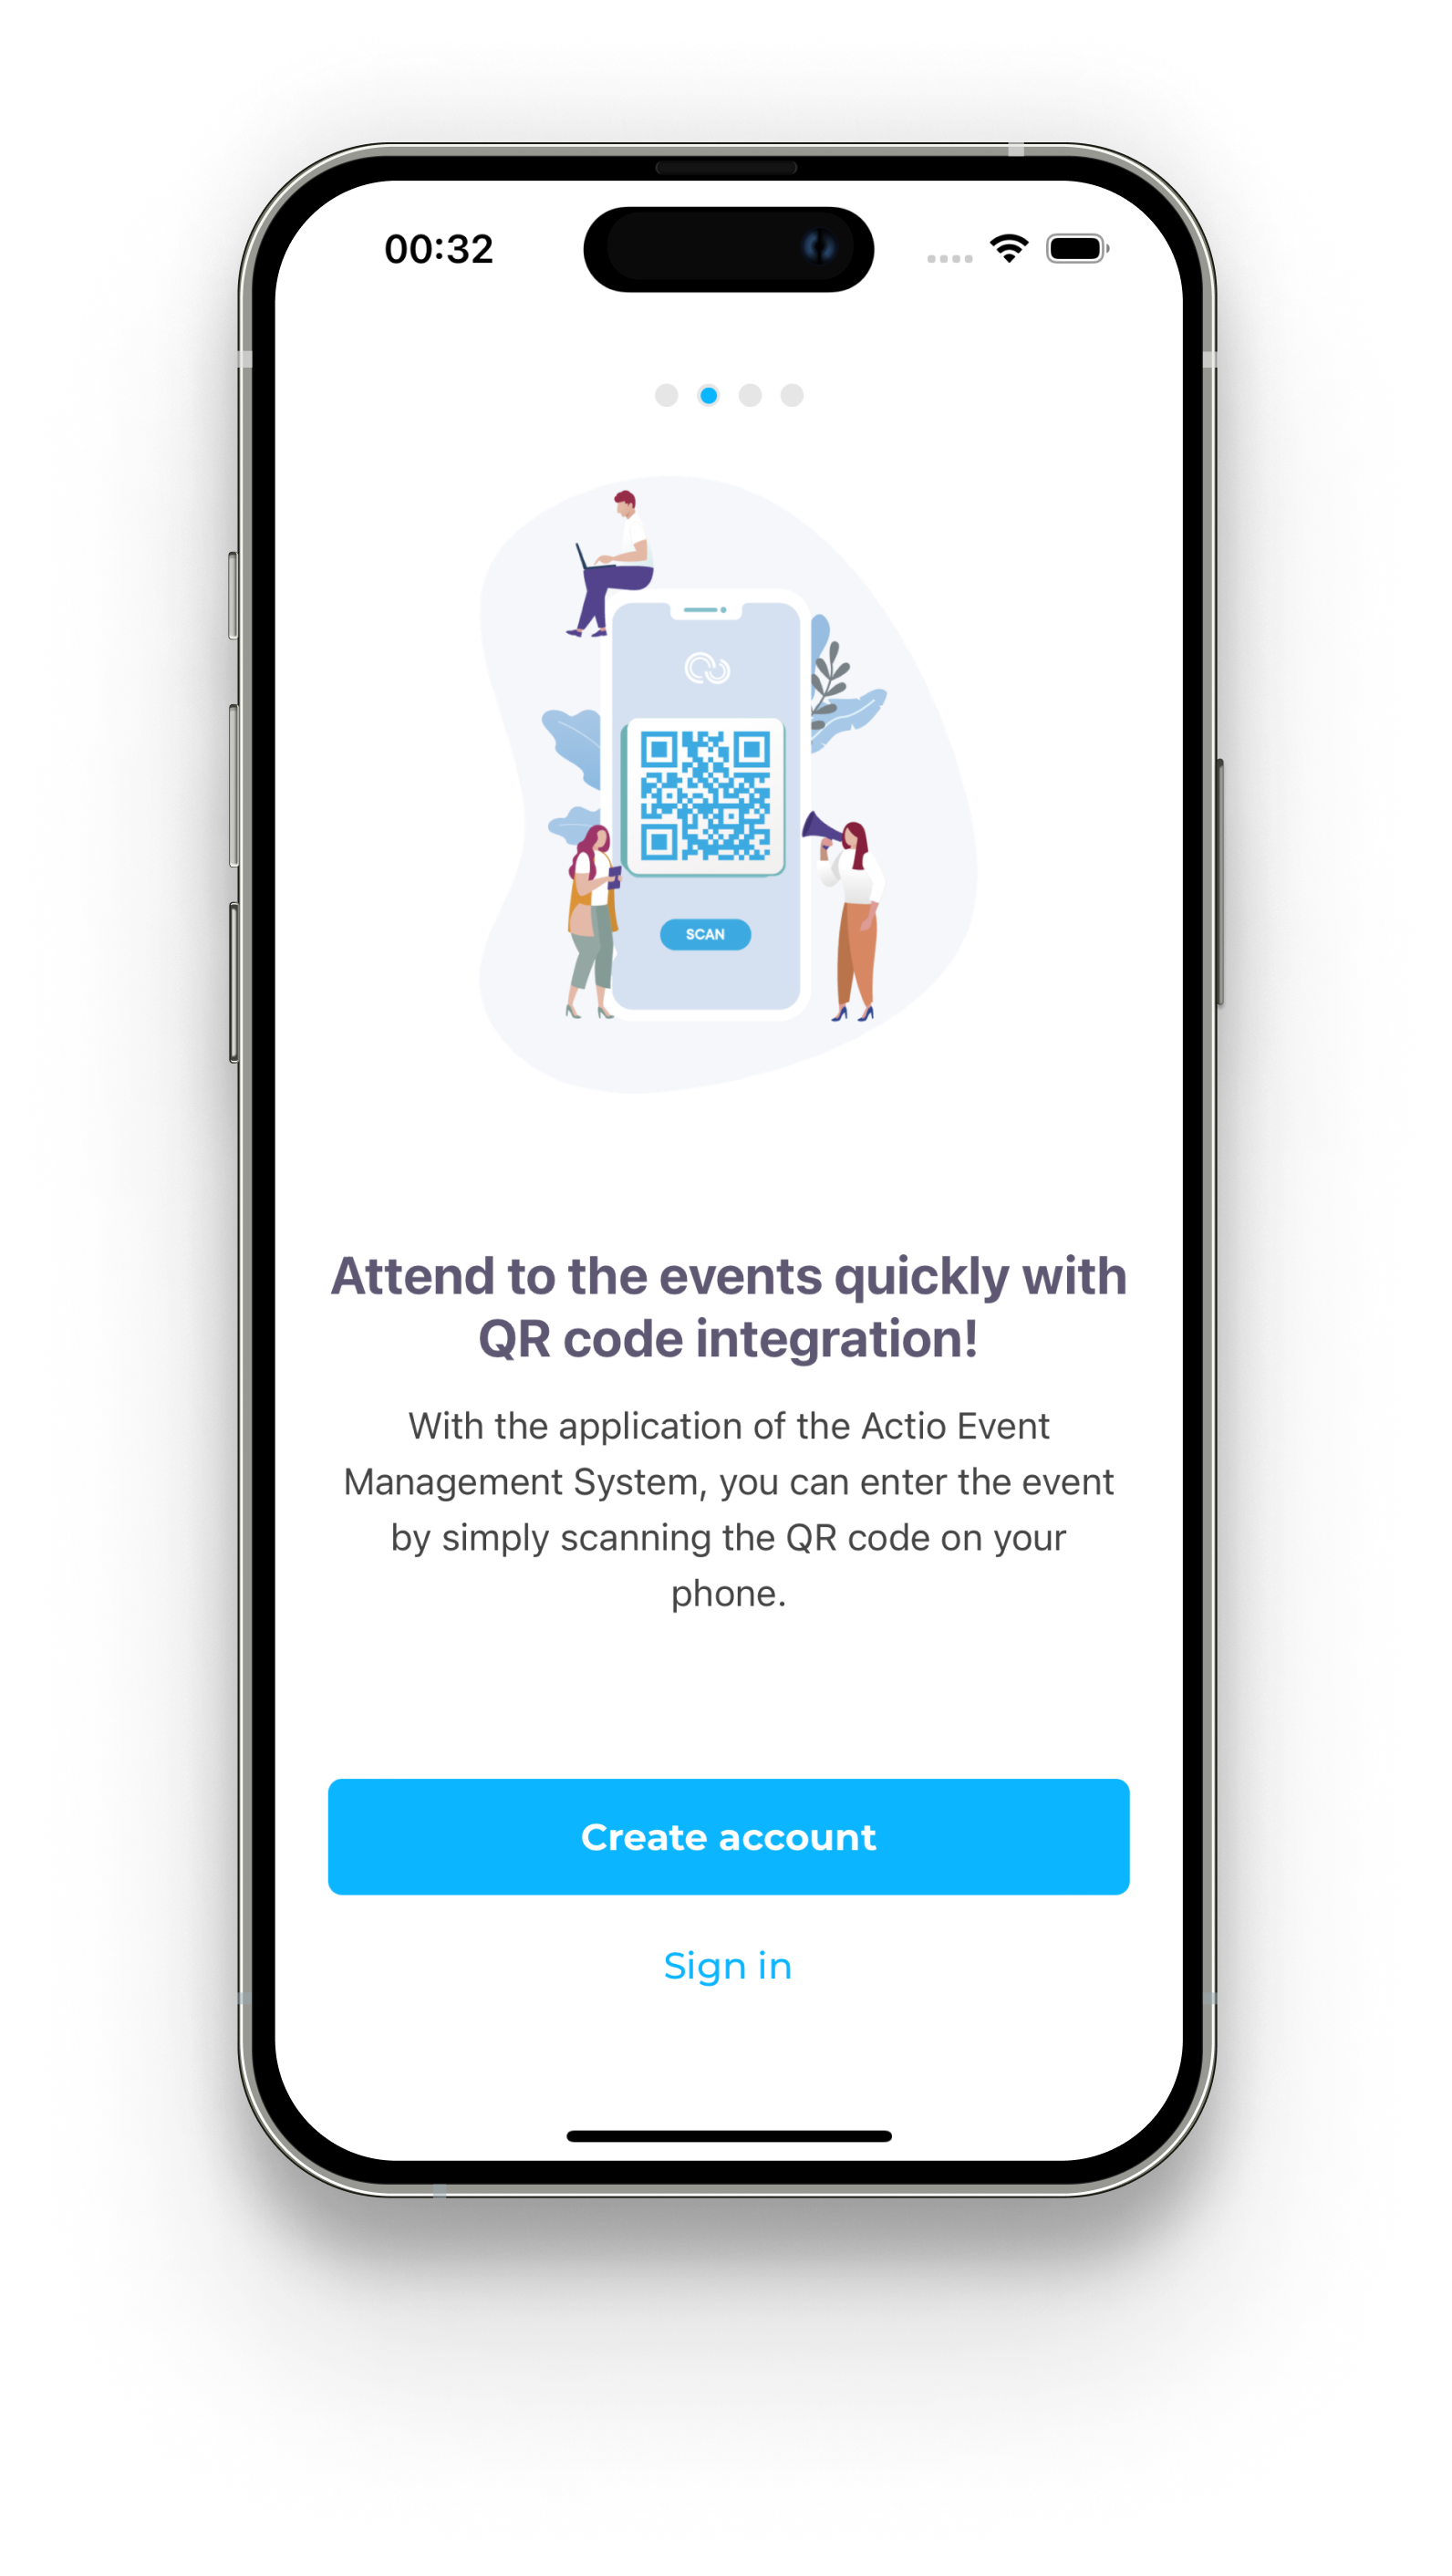 00:32
SCAN
Attend to the events quickly with
QR code integration!
With the application of the Actio Event
Management System, you can enter the event
by simply scanning the QR code on your
phone.
Create account
Sign in